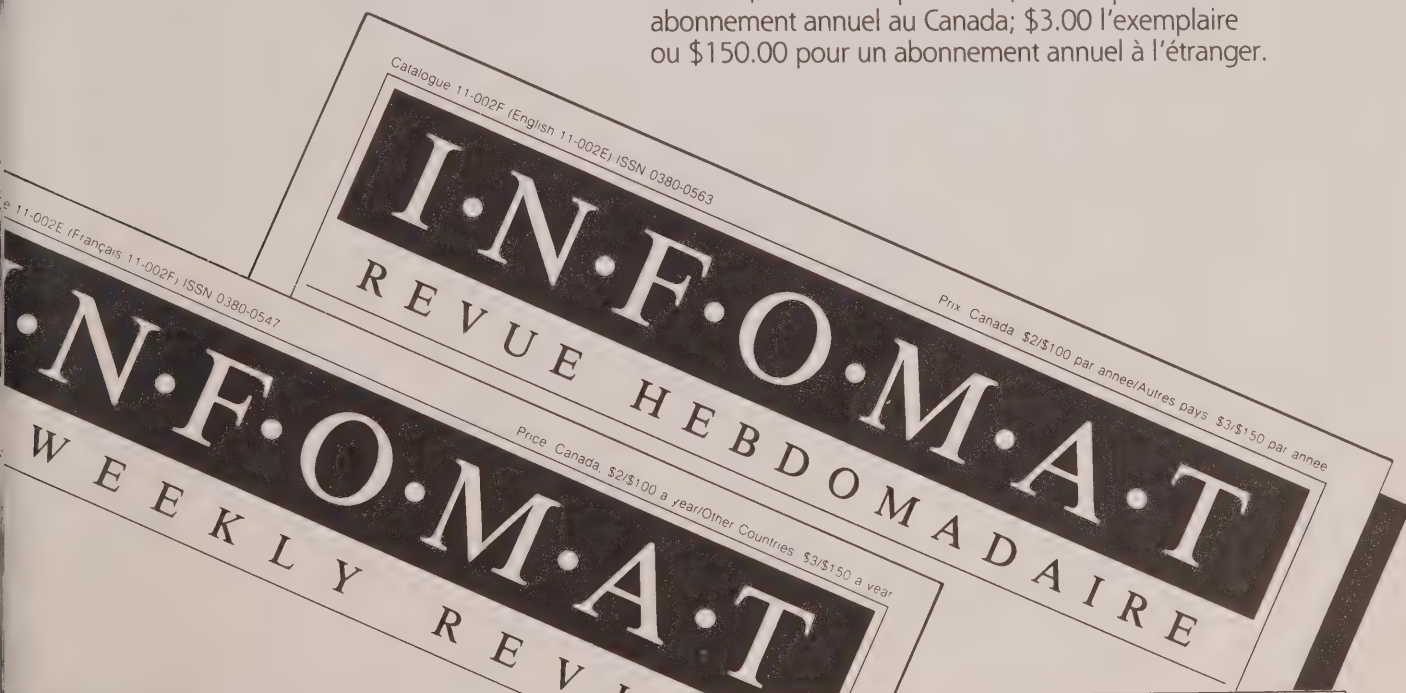 abonnement annuel au Canada; $3.00 l'exemplaire
ou $150.00 pour un abonnement annuel à l'étranger.
Catalogue 11-002F (English 11-002E) ISSN 0380-0563
Prix Canada $2/$100 par annee/Autres pays $3/$150 par annee
I•N•F•O•M•A•T
REVUE HEBDOMADAIRE
11-002E (Français 11-002F) ISSN 0380-0547
Price Canada, $2/$100 a year/Other Countries $3/$150 a year
I•N•F•O•M•A•T
WEEKLY